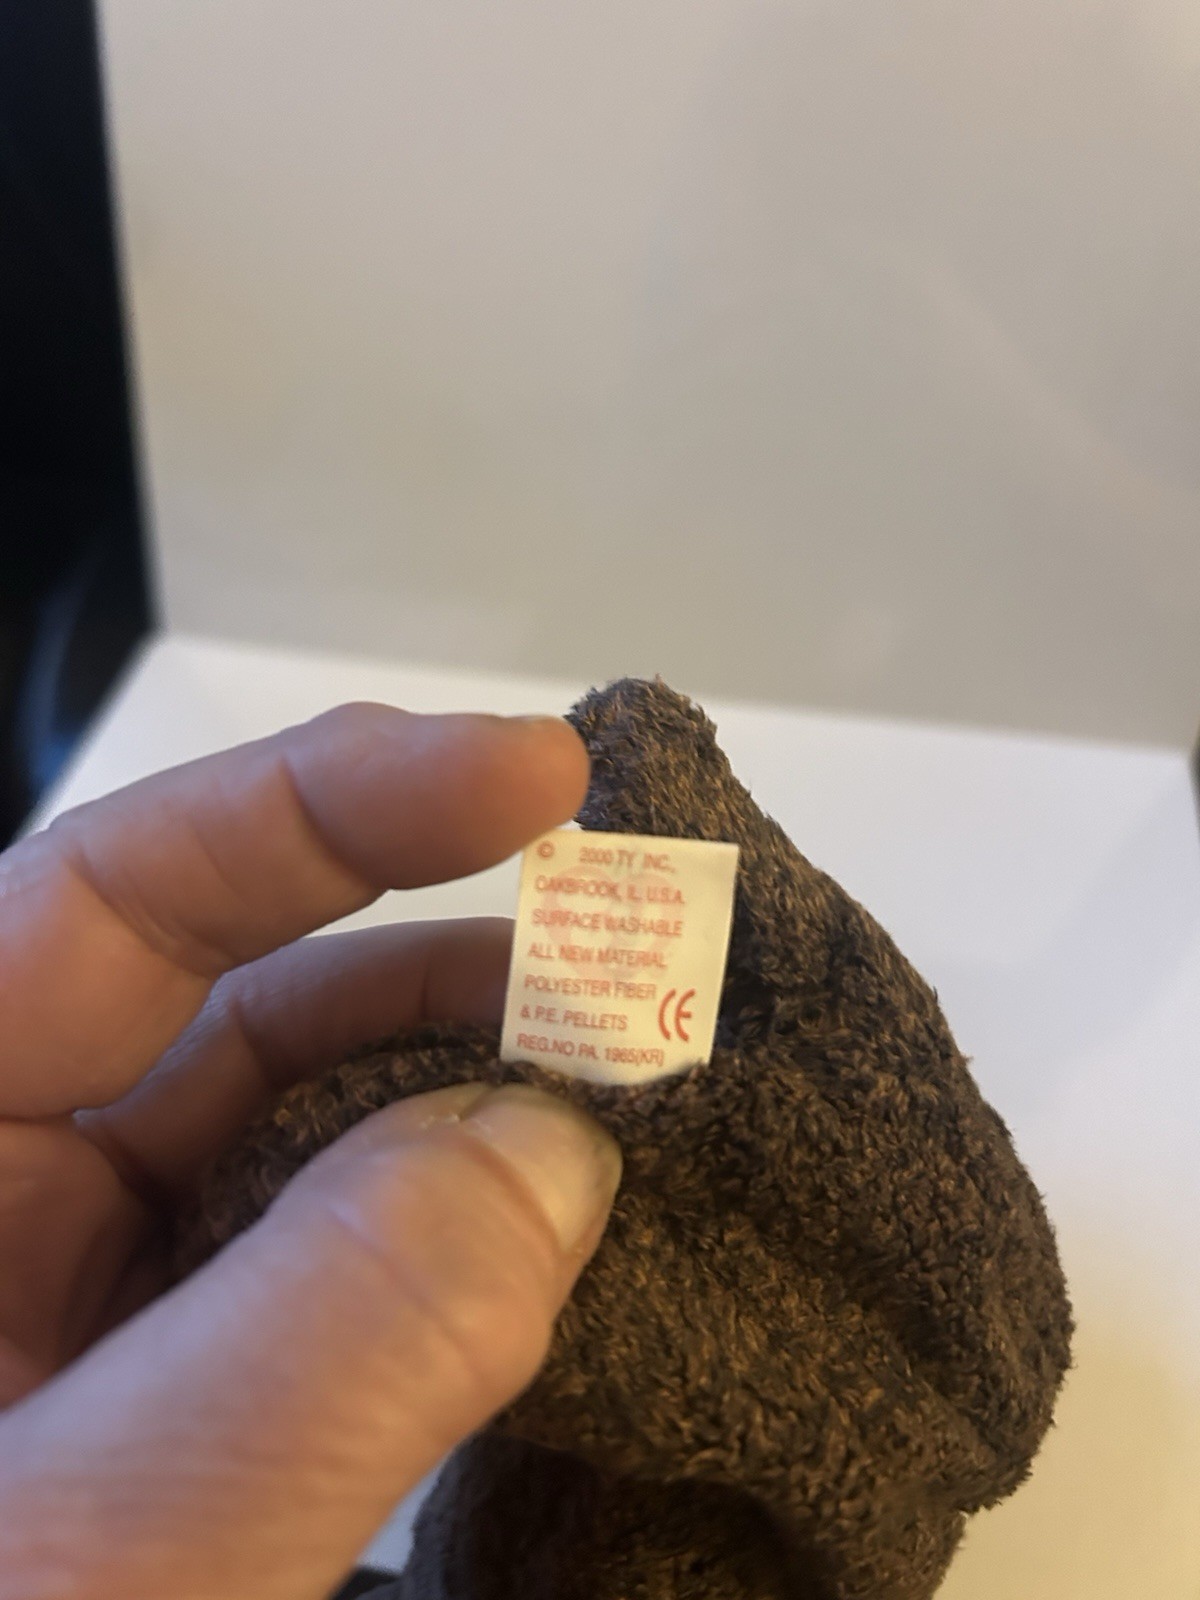 © 2000 TY INC.,
OAKBROOK, IL. U.S.A.
SURFACE WASHABLE
ALL NEW MATERIAL
POLYESTER FIBER
& P.E. PELLETS CE
REG.NO PA. 1965(KR)